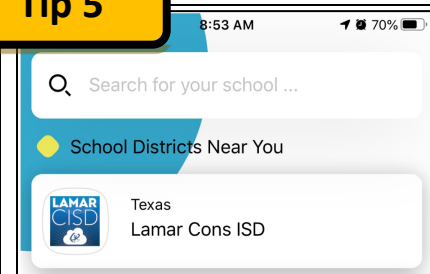 Tip 5
8:53 AM
70%
Search for your school ...
School Districts Near You
LAMAR
CISD
Texas
Lamar Cons ISD